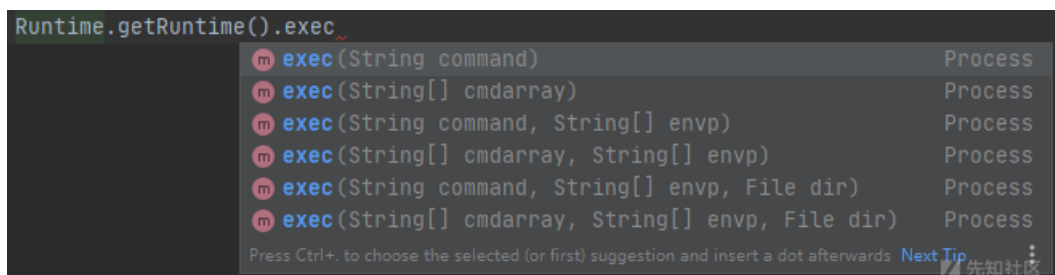 Runtime.getRuntime().exec
m exec(String command) Process
m exec(String[] cmdarray) Process
m exec(String command, String[] envp) Process
m exec(String[] cmdarray, String[] envp) Process
m exec(String command, String[] envp, File dir) Process
m exec(String[] cmdarray, String[] envp, File dir) Process
Press Ctrl+. to choose the selected (or first) suggestion and insert a dot afterwards Next Tip
先知社区